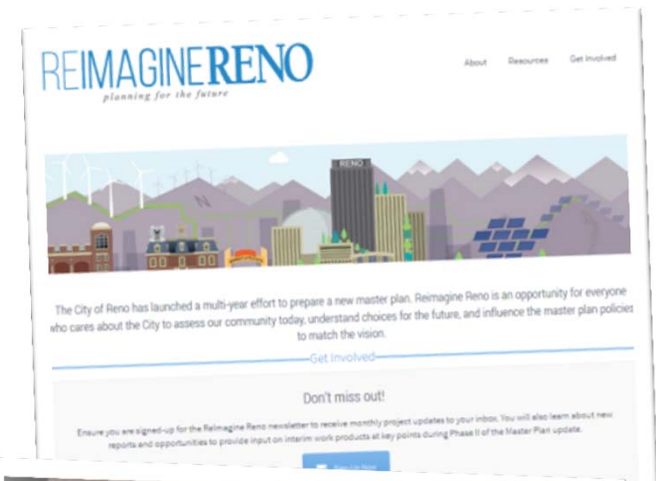 REIMAGINERENO
planning for the future
About Resources Get Involved
RENO
The City of Reno has launched a multi-year effort to prepare a new master plan. Reimagine Reno is an opportunity for everyone
who cares about the City to assess our community today, understand choices for the future, and influence the master plan policies
to match the vision.
Get Involved
Don't miss out!
Ensure you are signed-up for the ReImagine Reno newsletter to receive monthly project updates to your inbox. You will also learn about new
reports and opportunities to provide input on interim work products at key points during Phase II of the Master Plan update.